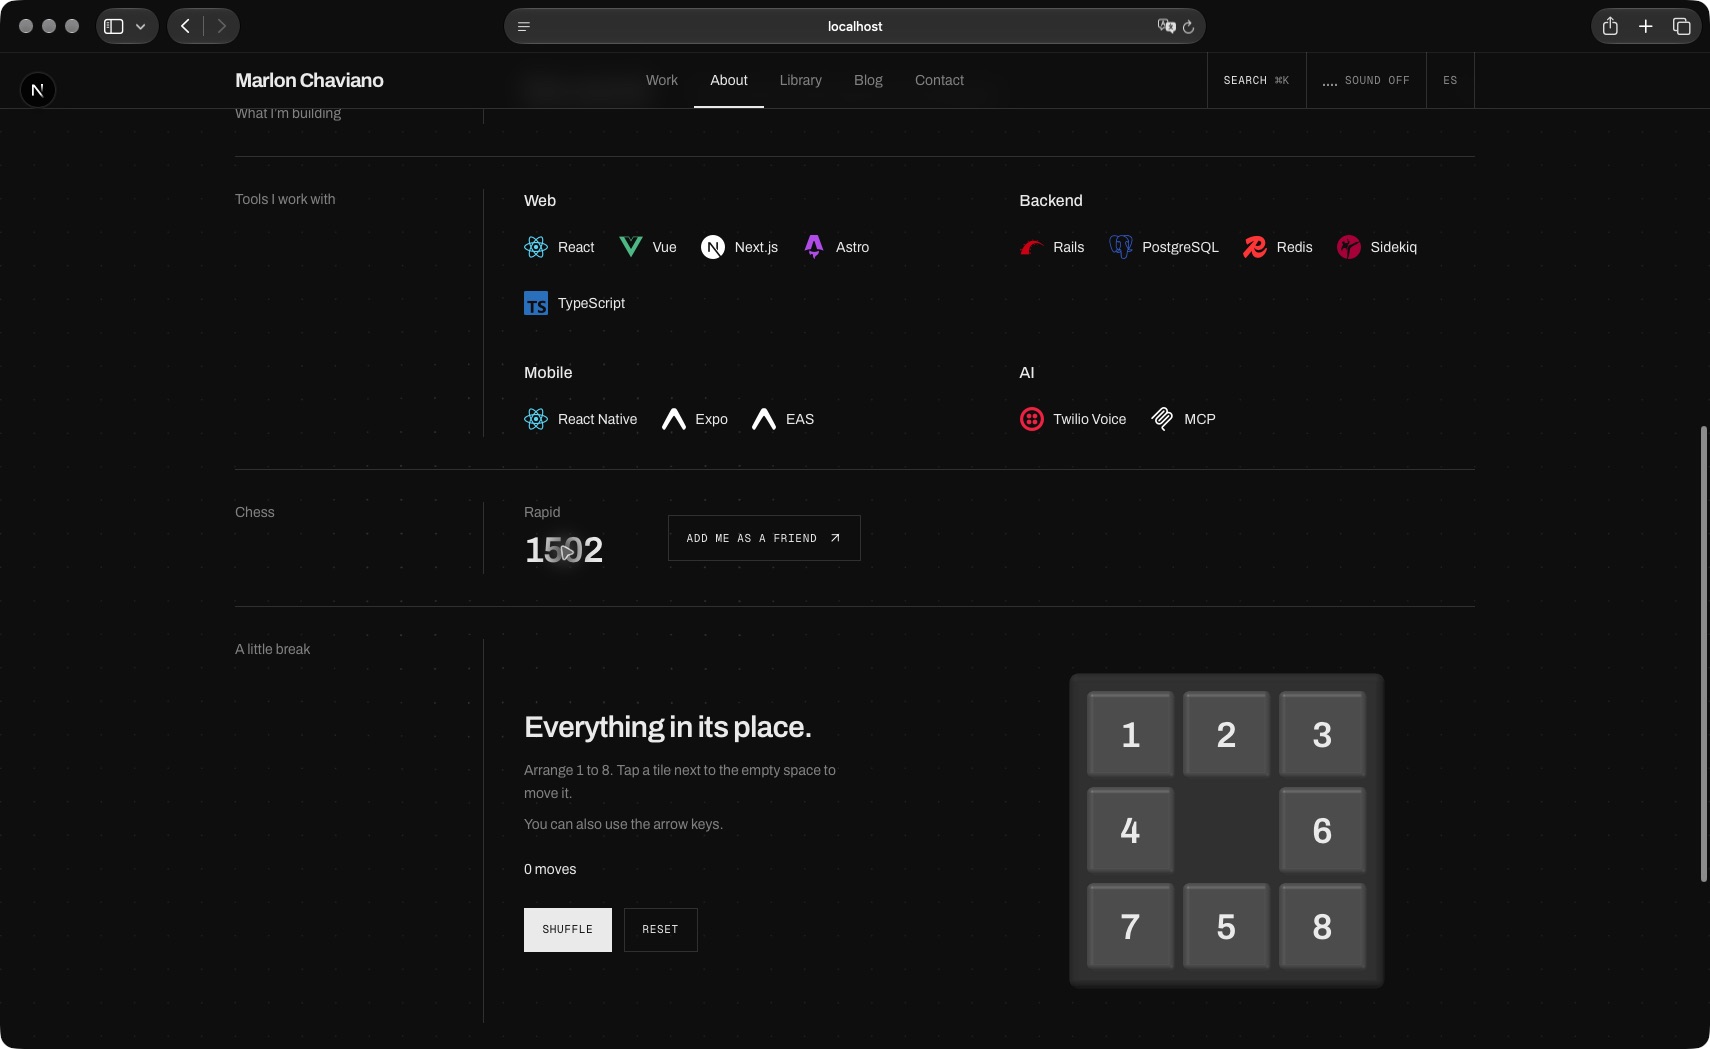 localhost
Marlon Chaviano
Work
About
Library
Blog
Contact
SEARCH ⌘K
.... SOUND OFF
ES
What I'm building
Tools I work with
Web
React
Vue
Next.js
Astro
TS TypeScript
Backend
Rails
PostgreSQL
Redis
Sidekiq
Mobile
React Native
Expo
EAS
AI
Twilio Voice
MCP
Chess
Rapid
1502
ADD ME AS A FRIEND
A little break
Everything in its place.
Arrange 1 to 8. Tap a tile next to the empty space to
move it.
You can also use the arrow keys.
0 moves
SHUFFLE
RESET
1 2 3
4 6
7 5 8